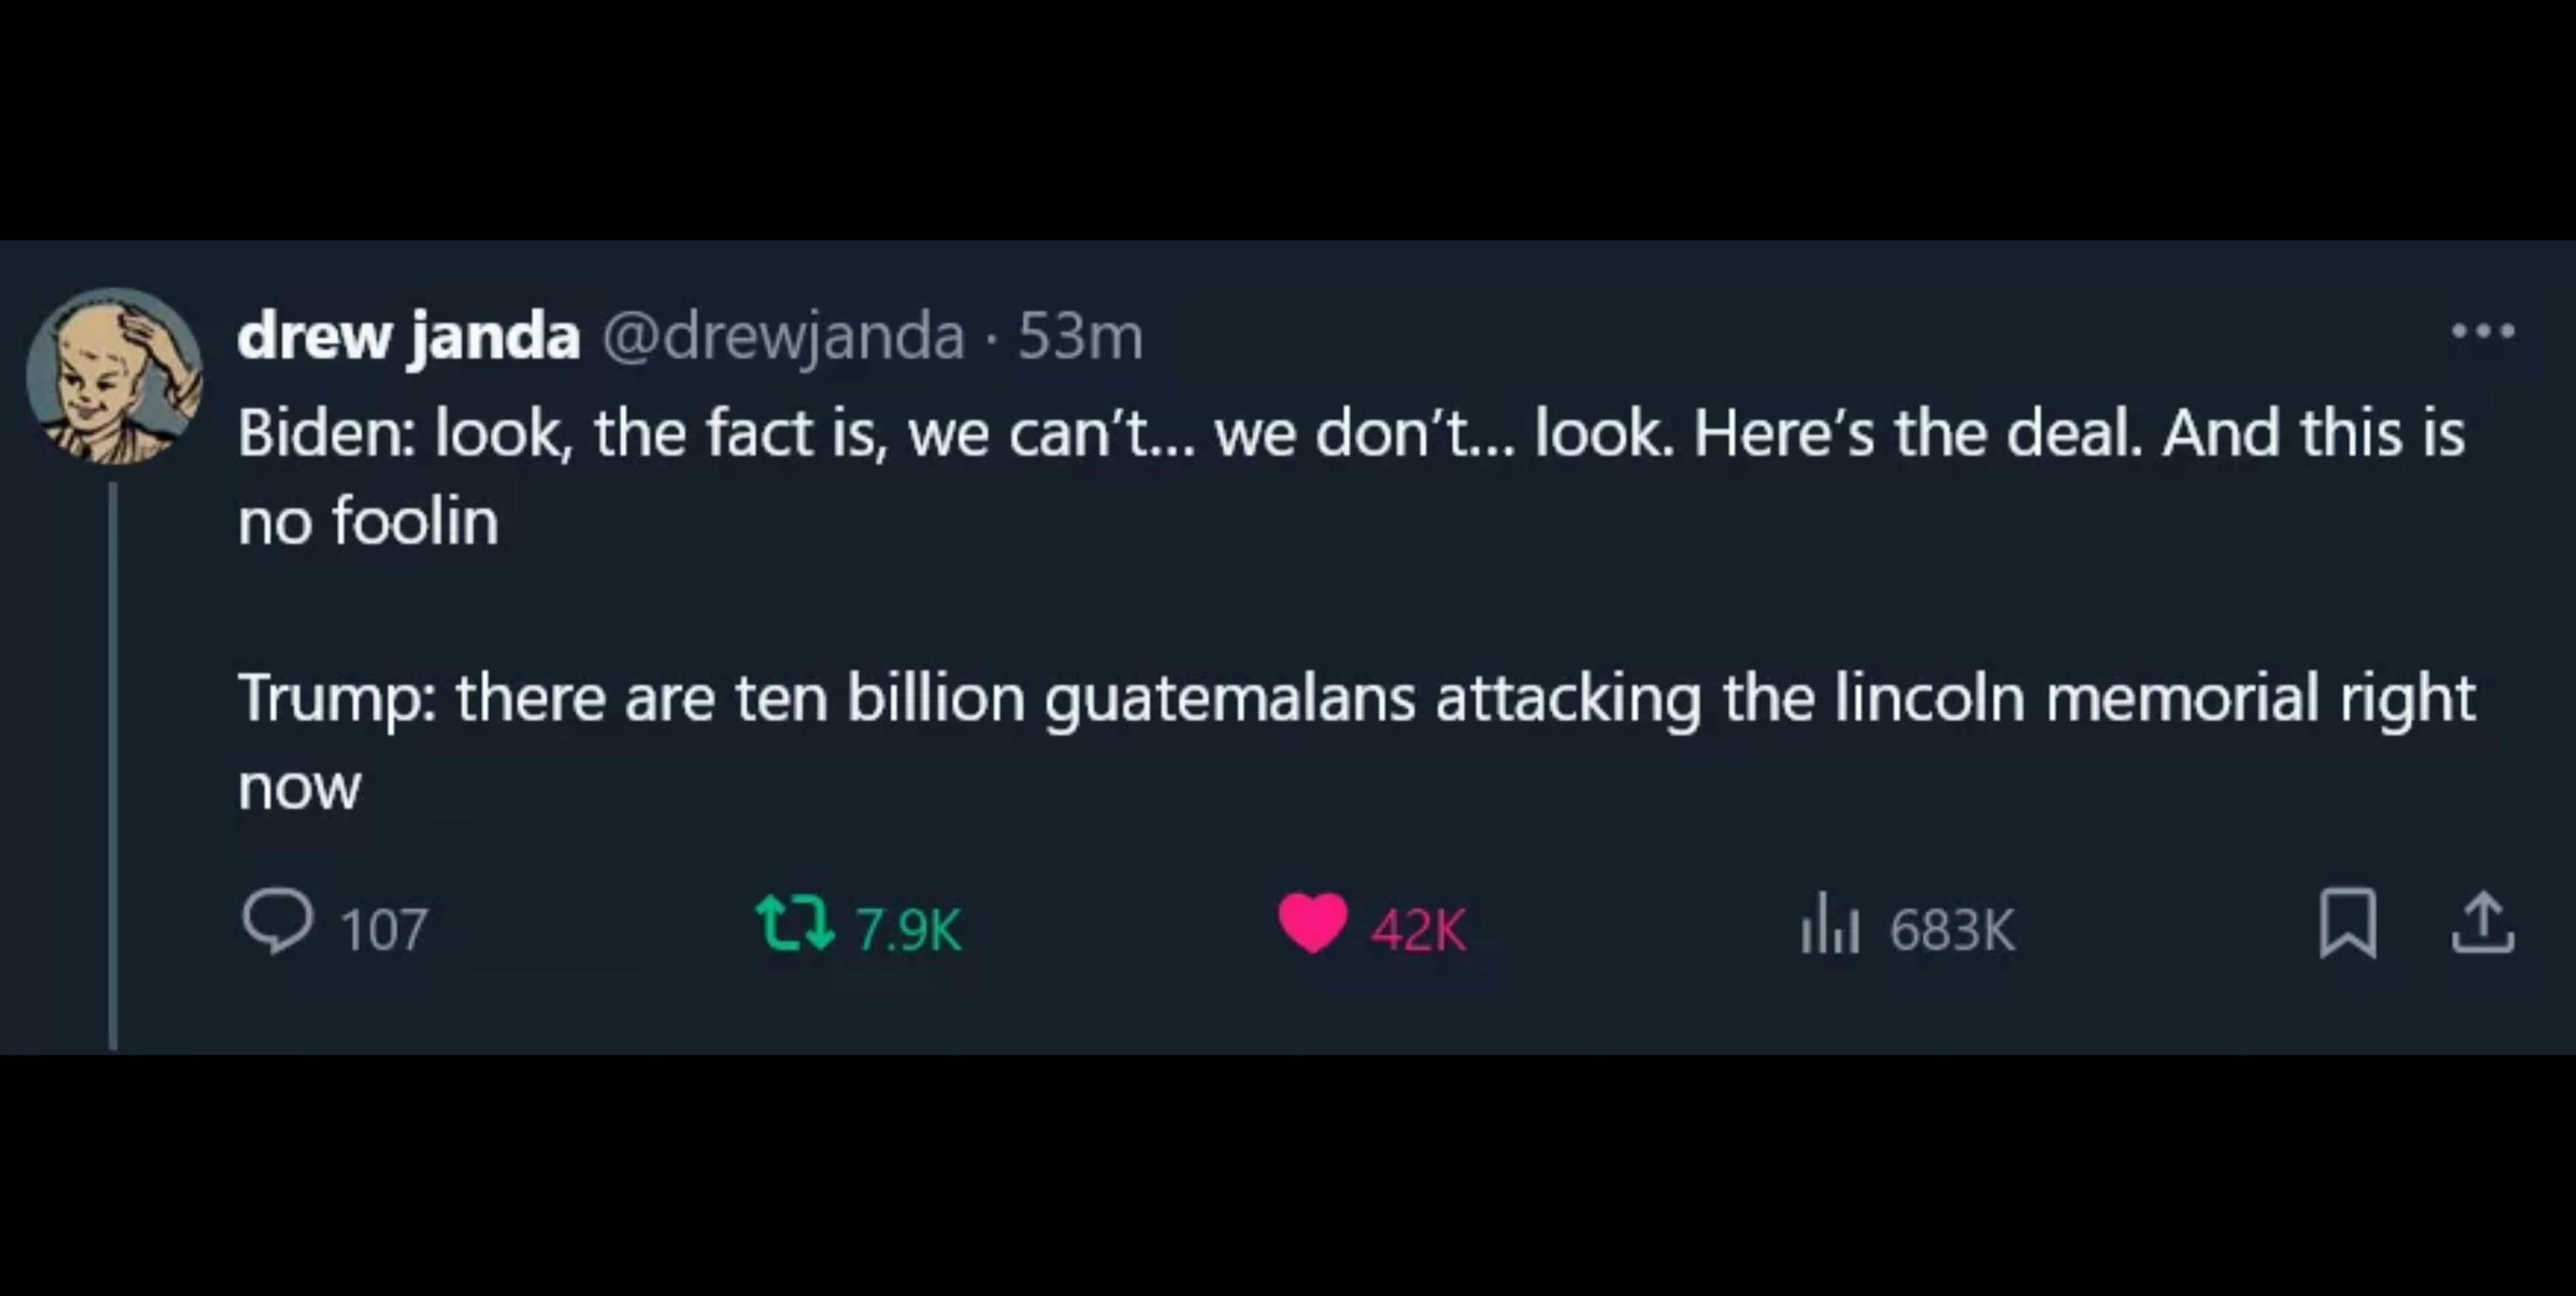 drew janda @drewjanda · 53m
Biden: look, the fact is, we can’t... we don’t... look. Here’s the deal. And this is
no foolin
Trump: there are ten billion guatemalans attacking the lincoln memorial right
now
107 7.9K 42K 683K